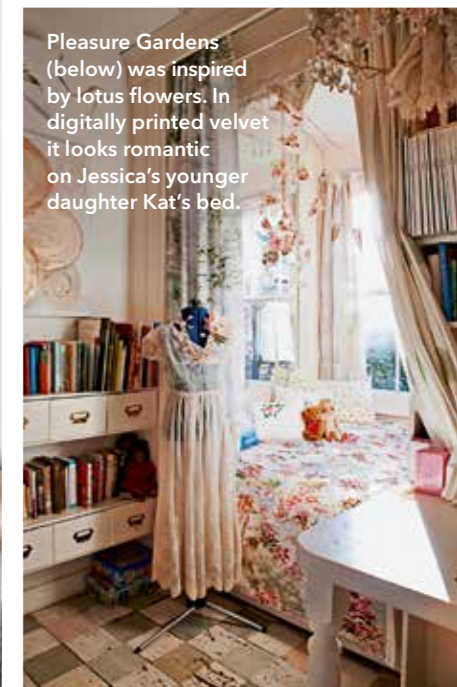 Pleasure Gardens
(below) was inspired
by lotus flowers. In
digitally printed velvet
it looks romantic
on Jessica’s younger
daughter Kat’s bed.